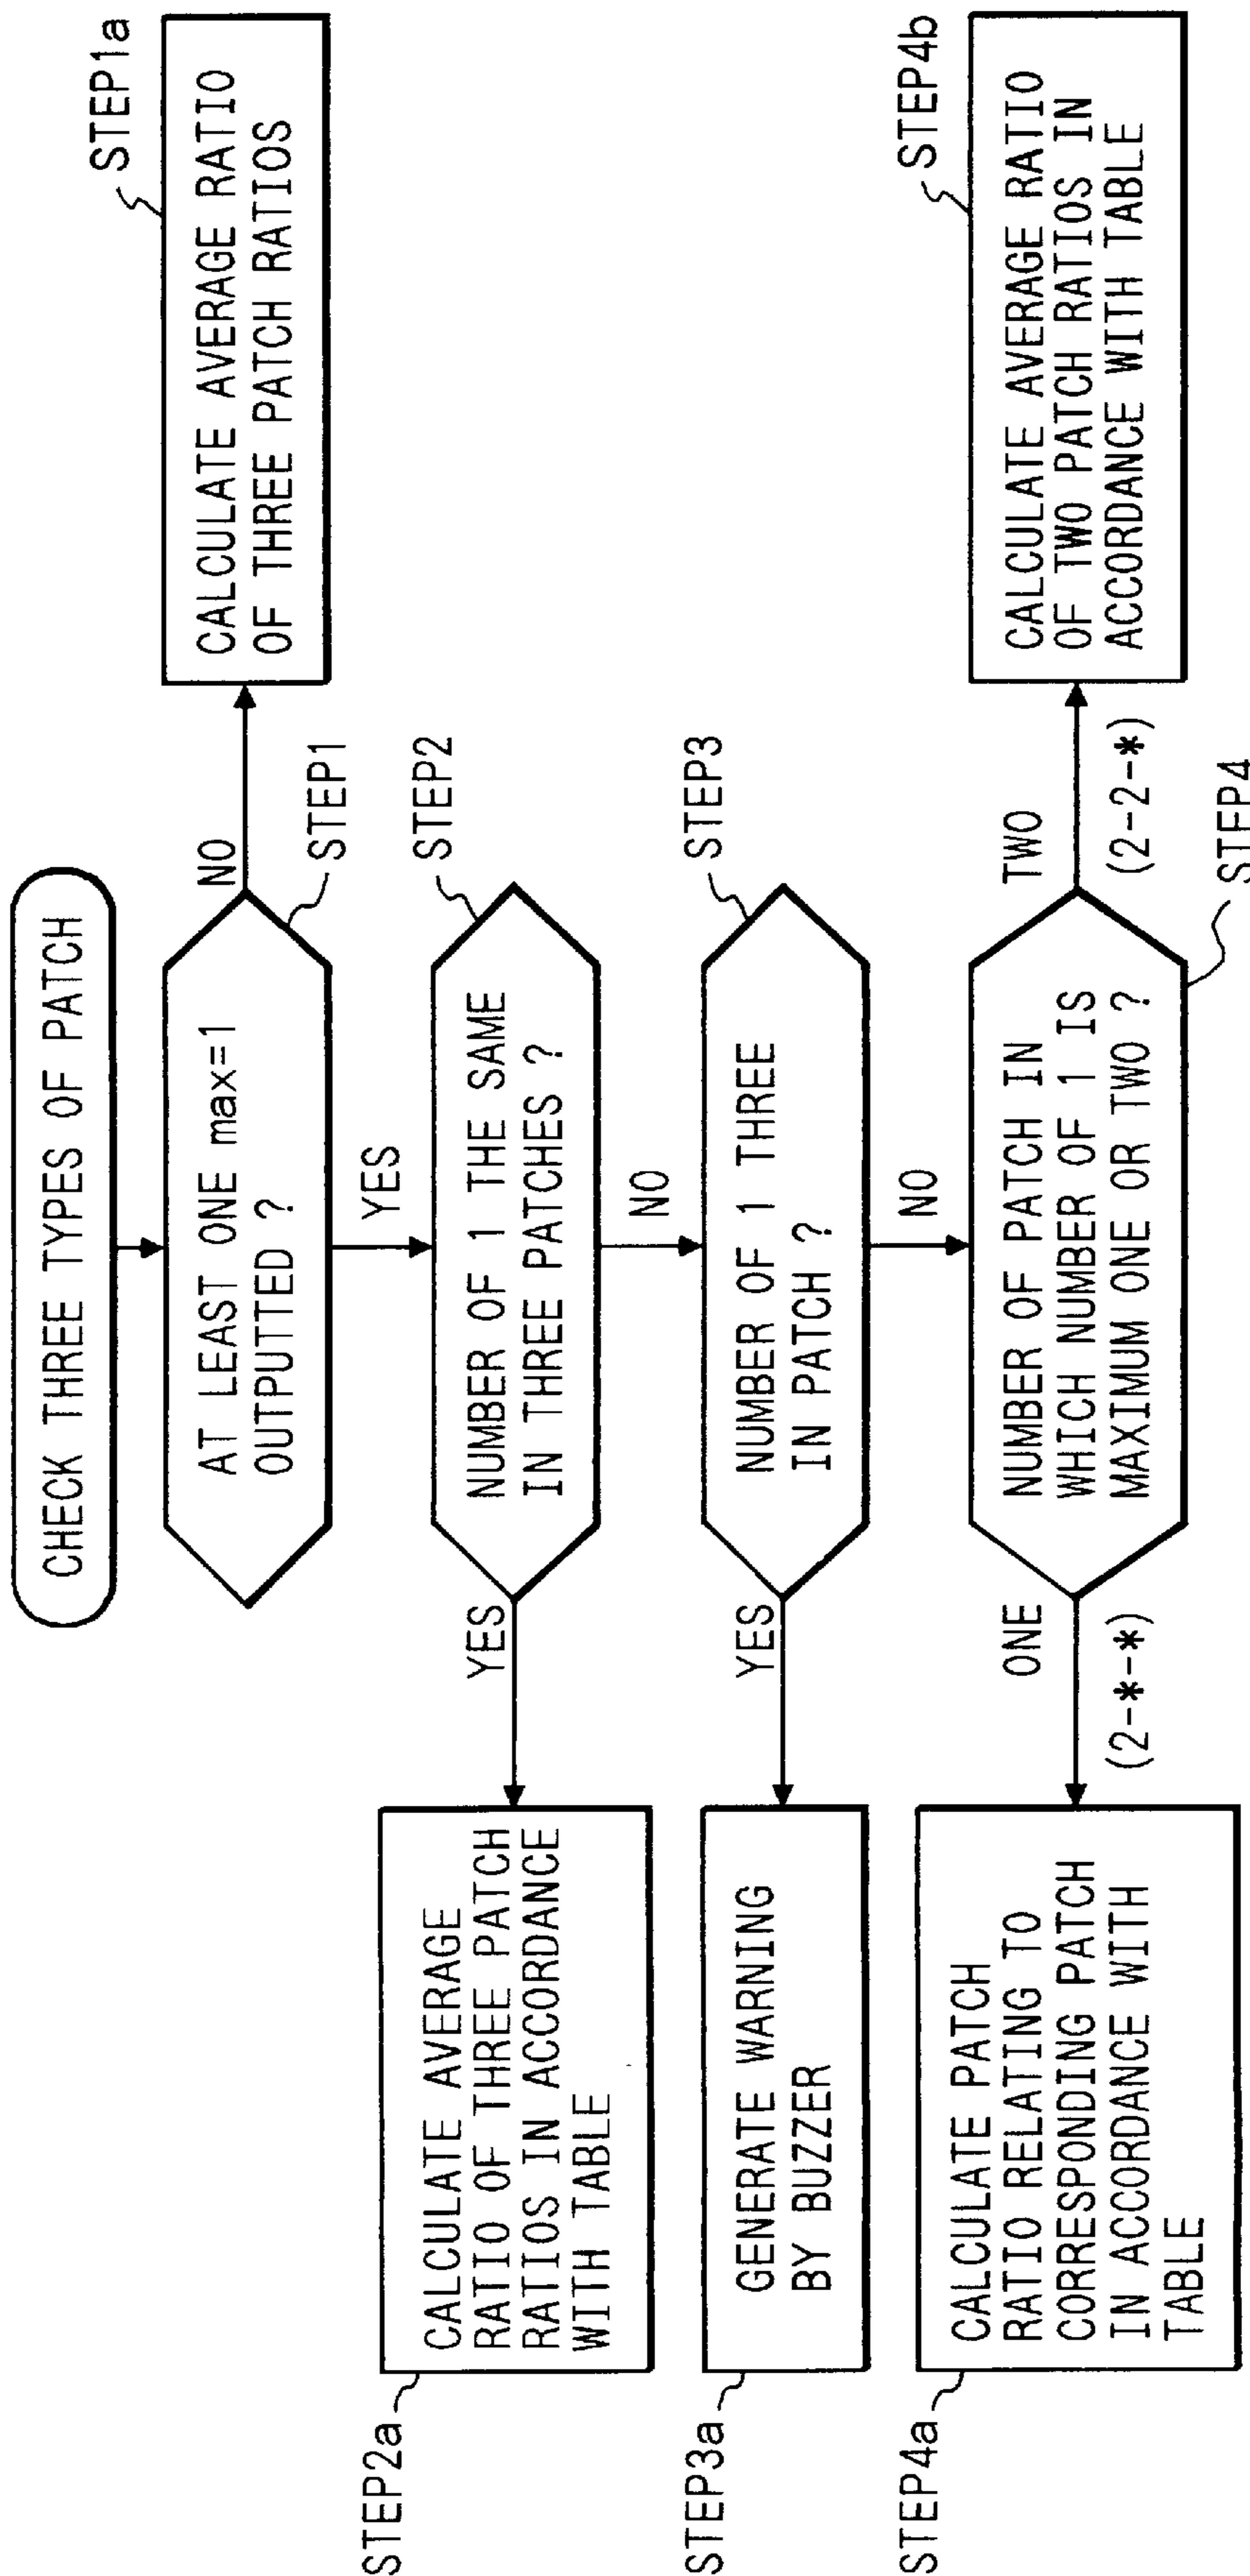 CHECK THREE TYPES OF PATCH
AT LEAST ONE max=1
OUTPUTTED ?
STEP1
NO
CALCULATE AVERAGE RATIO
OF THREE PATCH RATIOS
STEP1a
YES
NUMBER OF 1 THE SAME
IN THREE PATCHES ?
STEP2
YES
CALCULATE AVERAGE
RATIO OF THREE PATCH
RATIOS IN ACCORDANCE
WITH TABLE
STEP2a
NO
NUMBER OF 1 THREE
IN PATCH ?
STEP3
YES
GENERATE WARNING
BY BUZZER
STEP3a
NO
NUMBER OF PATCH IN
WHICH NUMBER OF 1 IS
MAXIMUM ONE OR TWO ?
STEP4
ONE
(2-*-*)
CALCULATE PATCH
RATIO RELATING TO
CORRESPONDING PATCH
IN ACCORDANCE WITH
TABLE
STEP4a
TWO
(2-2-*)
CALCULATE AVERAGE RATIO
OF TWO PATCH RATIOS IN
ACCORDANCE WITH TABLE
STEP4b